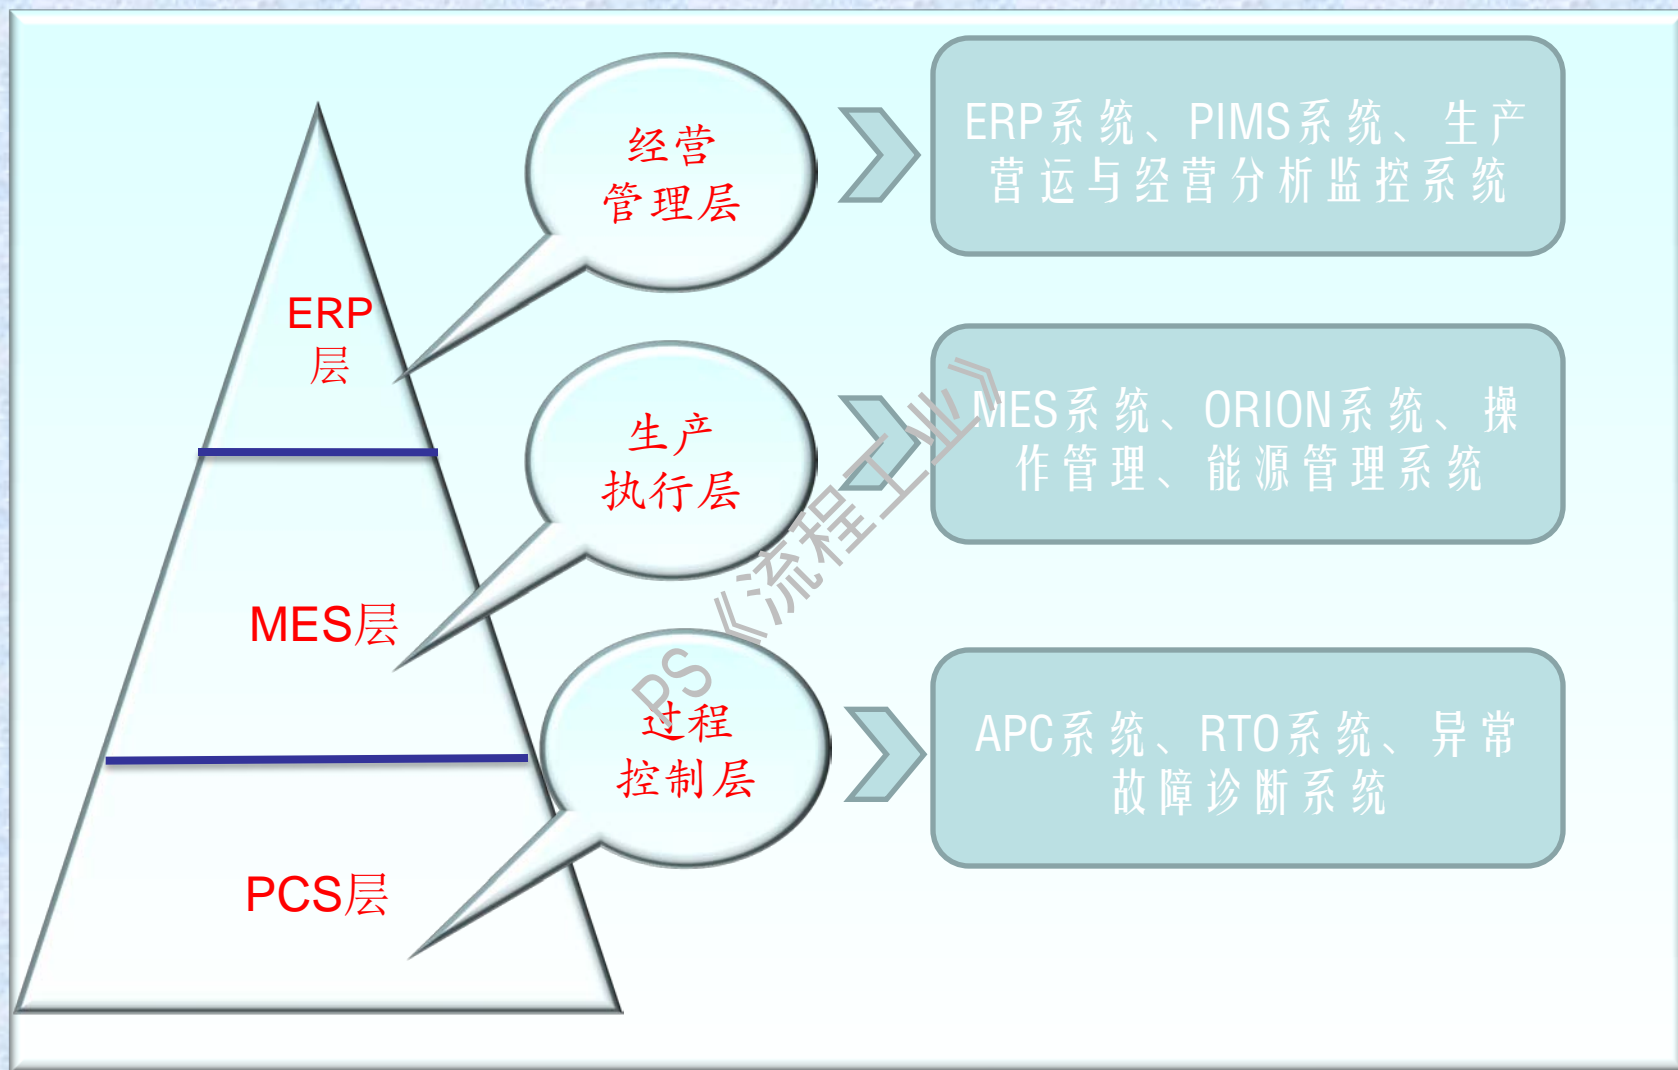 经营
管理层
ERP系统、PIMS系统、生产
营运与经营分析监控系统
ERP
层
生产
执行层
MES系统、ORION系统、操
作管理、能源管理系统
MES层
过程
控制层
APC系统、RTO系统、异常
故障诊断系统
PCS层
PS《流程工业》